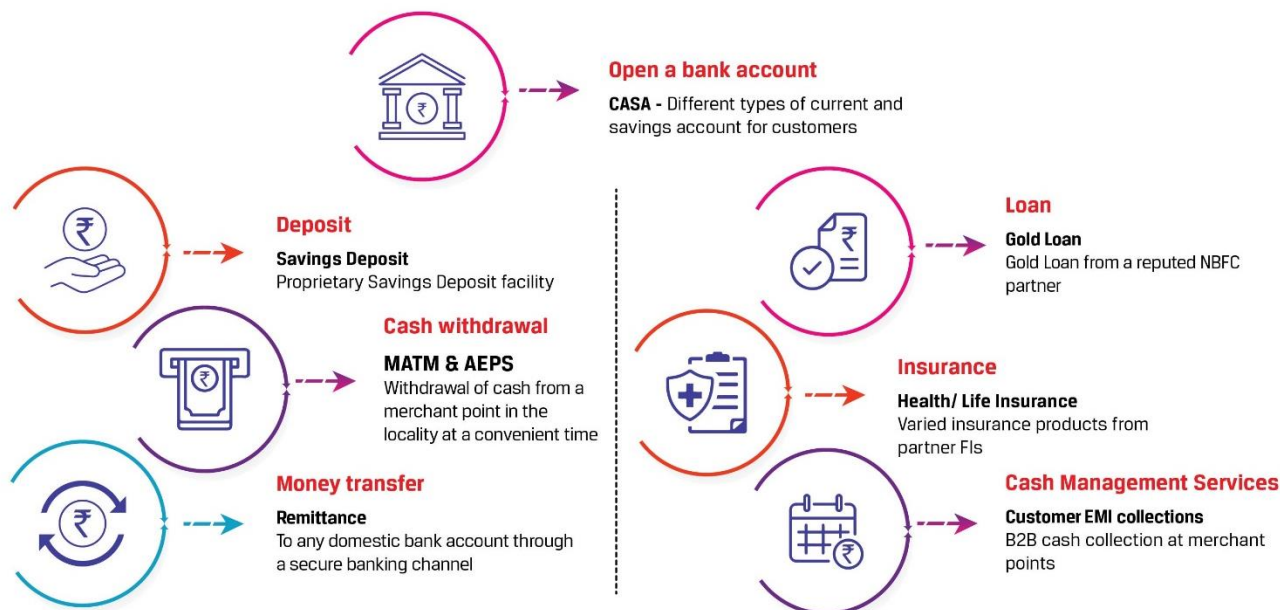 Open a bank account
CASA - Different types of current and
savings account for customers
Deposit
Savings Deposit
Proprietary Savings Deposit facility
Cash withdrawal
MATM & AEPS
Withdrawal of cash from a
merchant point in the
locality at a convenient time
Money transfer
Remittance
To any domestic bank account through
a secure banking channel
Loan
Gold Loan
Gold Loan from a reputed NBFC
partner
Insurance
Health/ Life Insurance
Varied insurance products from
partner FIs
Cash Management Services
Customer EMI collections
B2B cash collection at merchant
points